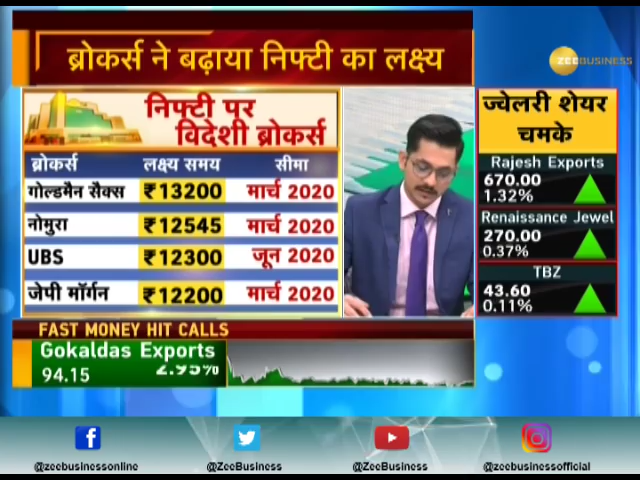 ब्रोकर्स ने बढ़ाया निफ्टी का लक्ष्य
ZEEBUSINESS
निफ्टी पर
विदेशी ब्रोकर्स
ब्रोकर्स लक्ष्य समय सीमा
गोल्डमैन सैक्स ₹13200 मार्च 2020
नोमुरा ₹12545 मार्च 2020
UBS ₹12300 जून 2020
जेपी मॉर्गन ₹12200 मार्च 2020
ज्वेलरी शेयर
चमके
Rajesh Exports
670.00
1.32%
Renaissance Jewel
270.00
0.37%
TBZ
43.60
0.11%
FAST MONEY HIT CALLS
Gokaldas Exports
94.15 2.95%
@zeebusinessonline @ZeeBusiness @ZeeBusiness @zeebusinessofficial